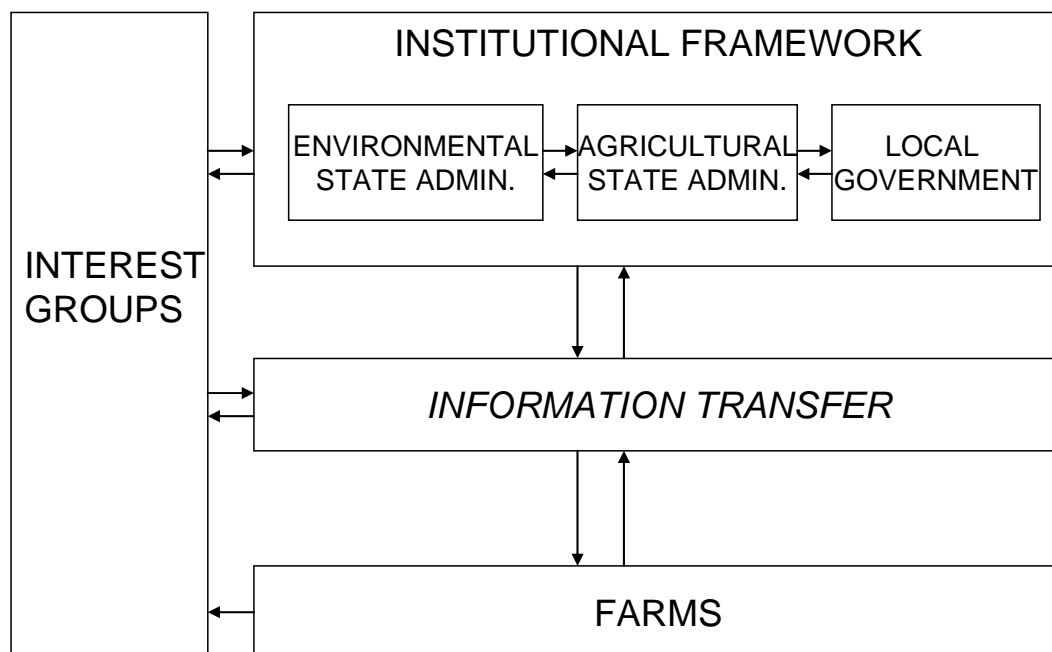 INSTITUTIONAL FRAMEWORK
ENVIRONMENTAL
STATE ADMIN.
AGRICULTURAL
STATE ADMIN.
LOCAL
GOVERNMENT
INTEREST
GROUPS
INFORMATION TRANSFER
FARMS